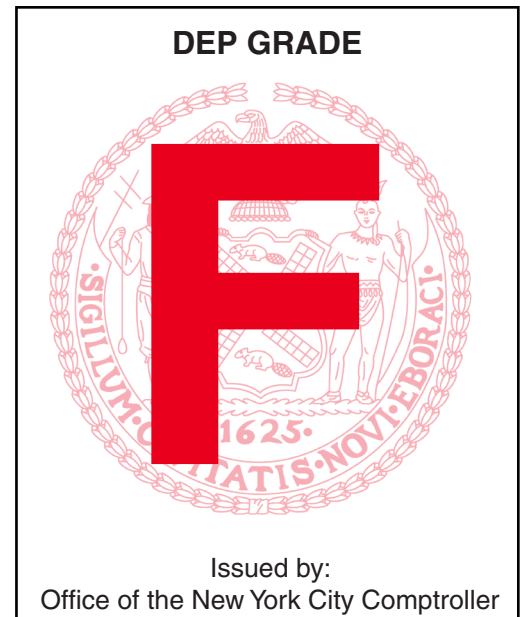 DEP GRADE
F
SIGILLUM CIVITATIS NOVI EBORACI
1625
Issued by:
Office of the New York City Comptroller